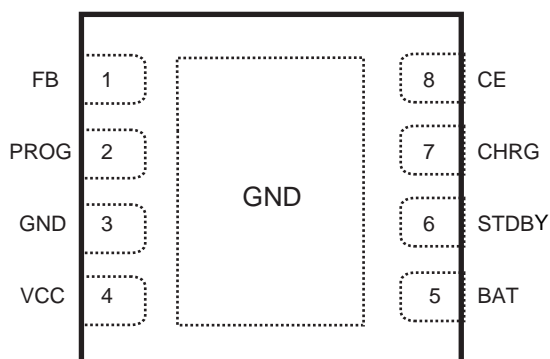 FB 1 8 CE
PROG 2 7 CHRG
GND
GND 3 6 STDBY
VCC 4 5 BAT